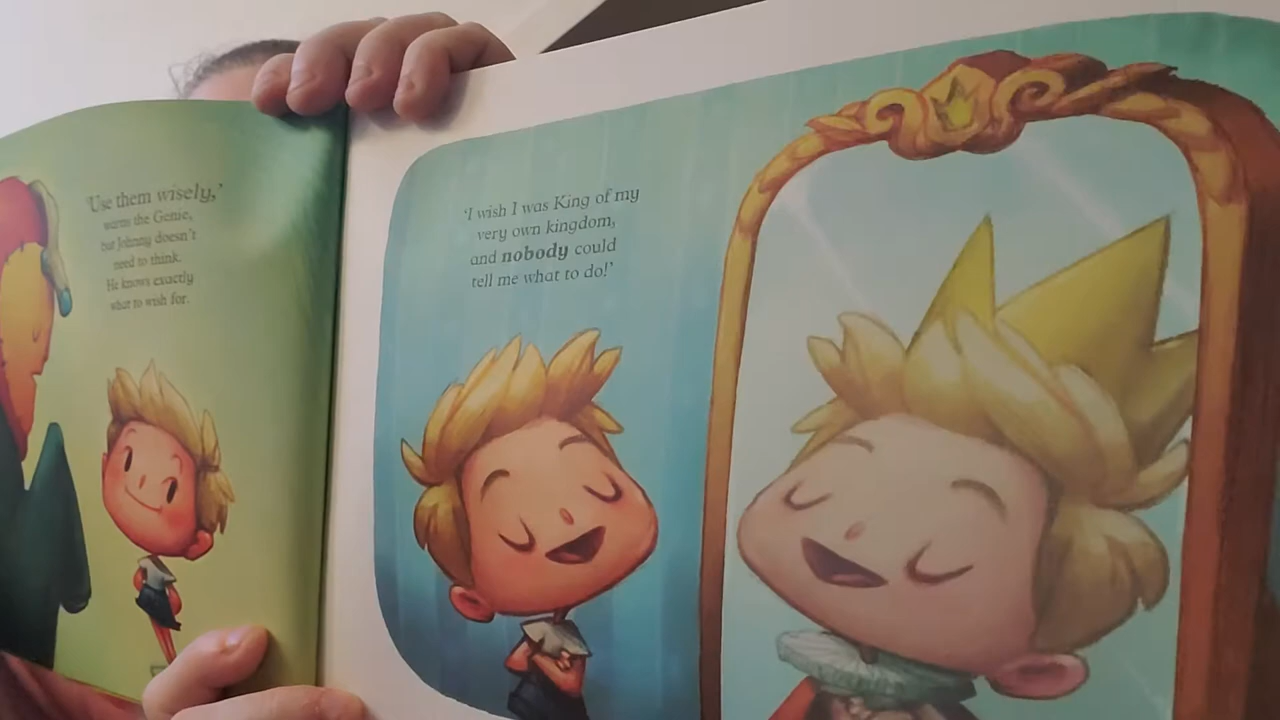 'Use them wisely,'
warns the Genie,
but Johnny doesn't
need to think.
He knows exactly
what to wish for.
'I wish I was King of my
very own kingdom,
and nobody could
tell me what to do!'